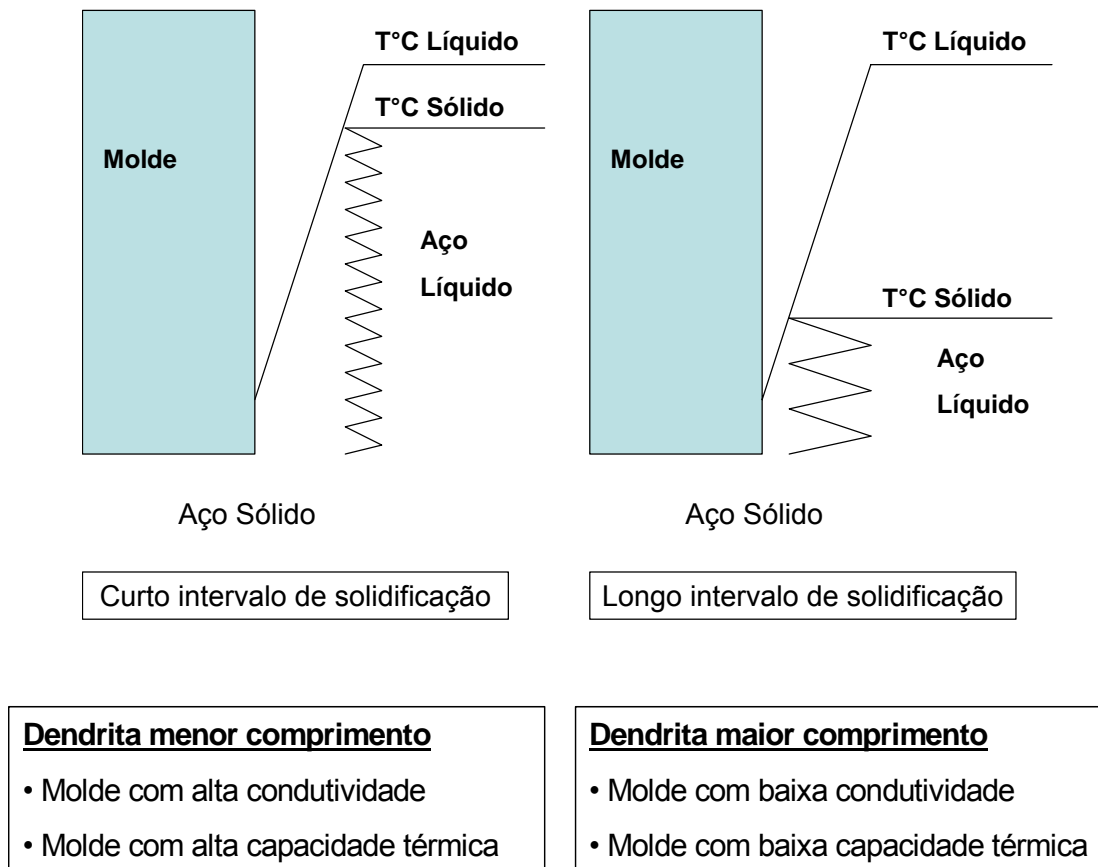 T°C Líquido
T°C Sólido
Molde
Aço
Líquido
Aço Sólido
Curto intervalo de solidificação
T°C Líquido
Molde
T°C Sólido
Aço
Líquido
Aço Sólido
Longo intervalo de solidificação
Dendrita menor comprimento
• Molde com alta condutividade
• Molde com alta capacidade térmica
Dendrita maior comprimento
• Molde com baixa condutividade
• Molde com baixa capacidade térmica